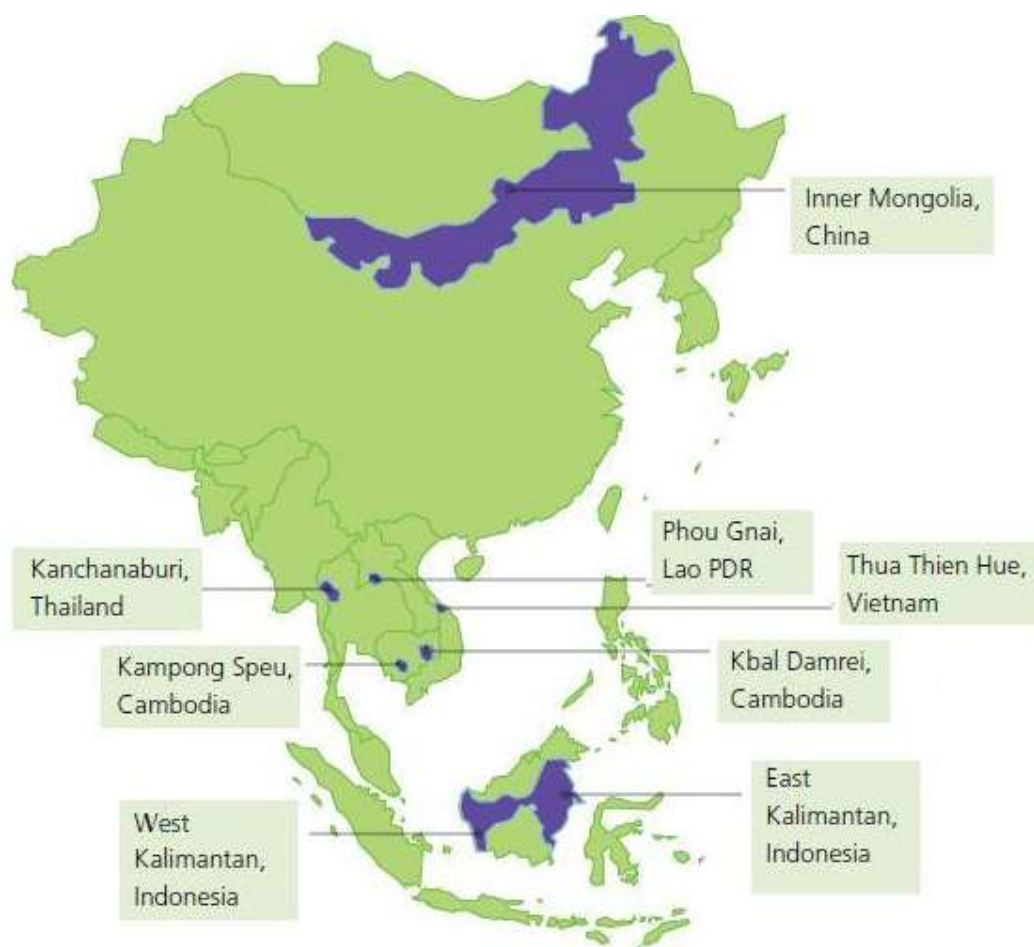 Inner Mongolia,
China
Phou Gnai,
Lao PDR
Thua Thien Hue,
Vietnam
Kanchanaburi,
Thailand
Kampong Speu,
Cambodia
Kbal Damrei,
Cambodia
East
Kalimantan,
Indonesia
West
Kalimantan,
Indonesia